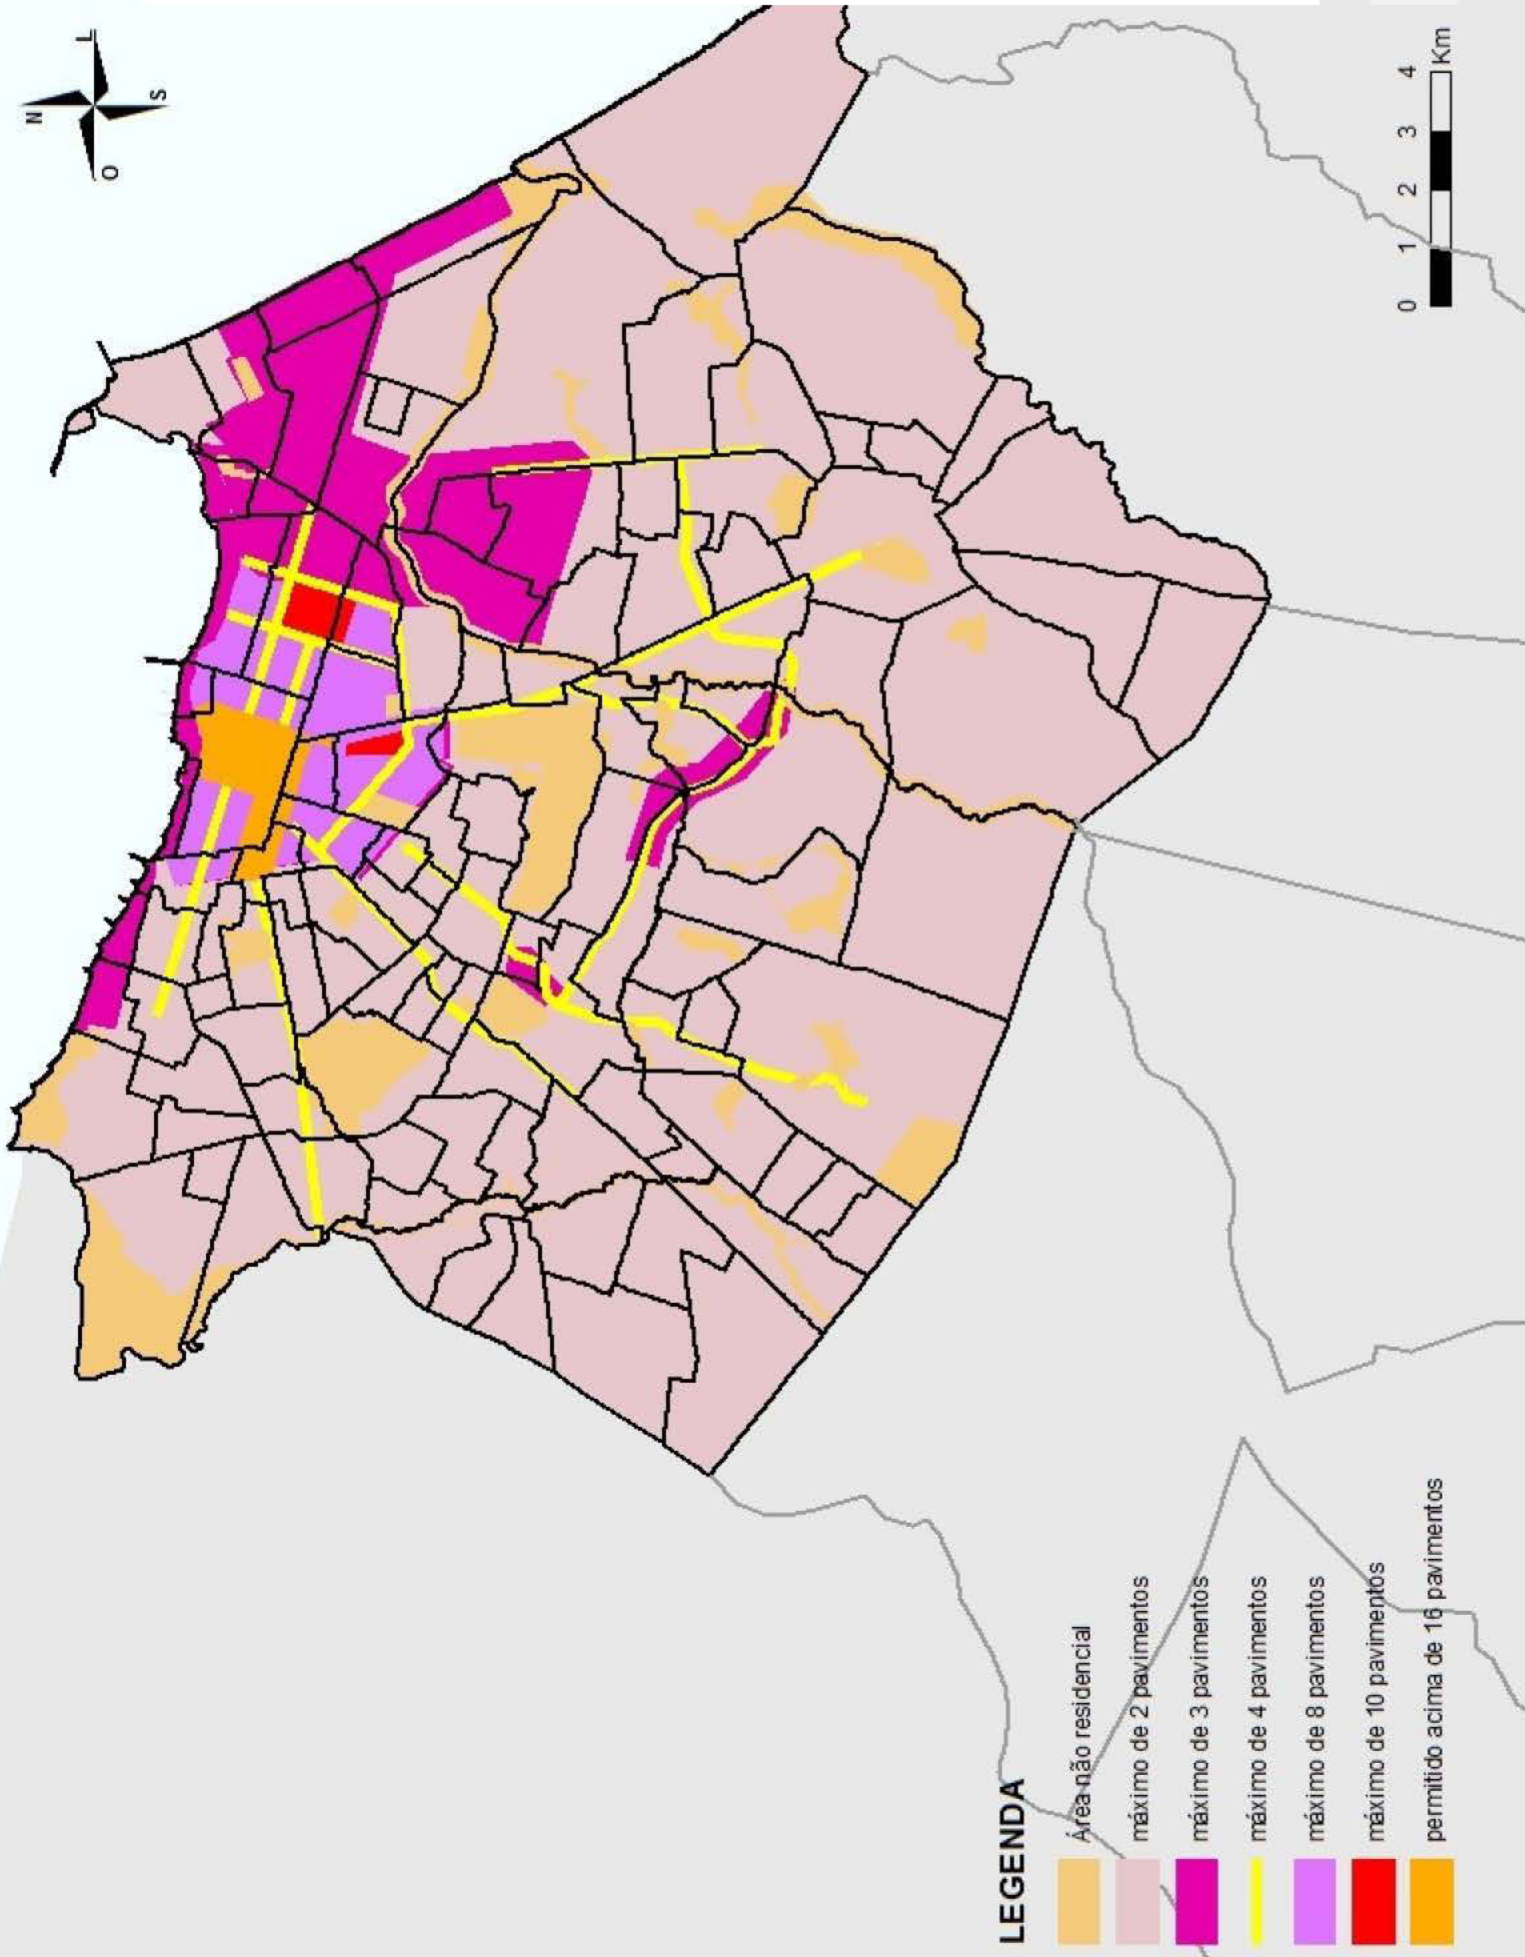 N
L
O
S
LEGENDA
Área não residencial
máximo de 2 pavimentos
máximo de 3 pavimentos
máximo de 4 pavimentos
máximo de 8 pavimentos
máximo de 10 pavimentos
permitido acima de 16 pavimentos
0 1 2 3 4
Km